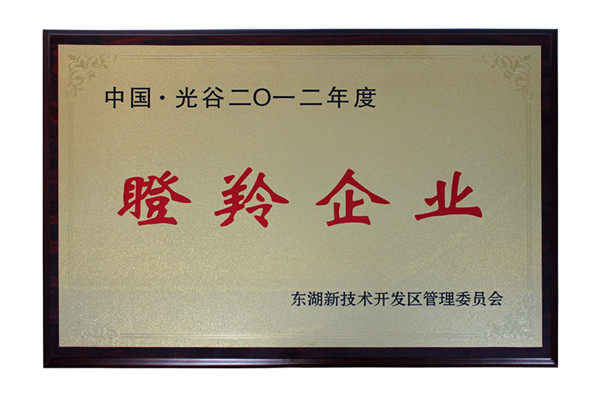 中国·光谷二〇一二年度
瞪羚企业
东湖新技术开发区管理委员会